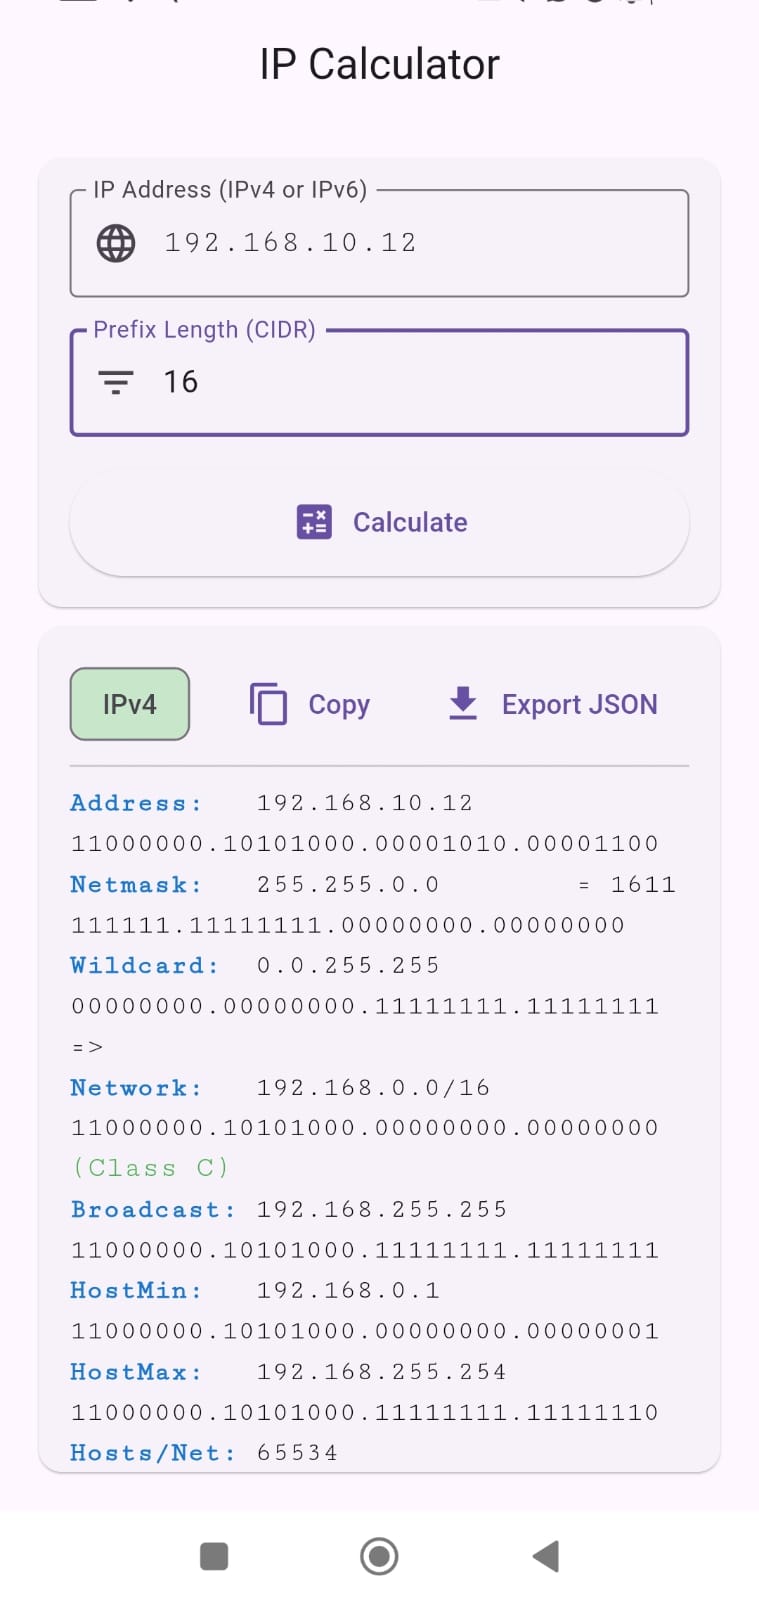 IP Calculator
IP Address (IPv4 or IPv6)
192.168.10.12
Prefix Length (CIDR)
16
Calculate
IPv4 Copy Export JSON
Address: 192.168.10.12
11000000.10101000.00001010.00001100
Netmask: 255.255.0.0 = 1611
111111.11111111.00000000.00000000
Wildcard: 0.0.255.255
00000000.00000000.11111111.11111111
=>
Network: 192.168.0.0/16
11000000.10101000.00000000.00000000
(Class C)
Broadcast: 192.168.255.255
11000000.10101000.11111111.11111111
HostMin: 192.168.0.1
11000000.10101000.00000000.00000001
HostMax: 192.168.255.254
11000000.10101000.11111111.11111110
Hosts/Net: 65534